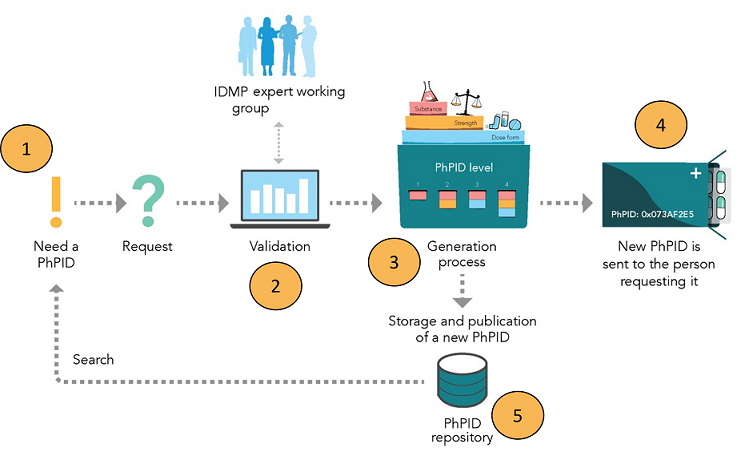 IDMP expert working
group
1
Need a
PhPID
Request
Validation
2
Substance
Strength
Dose form
PhPID level
1 2 3 4
3
Generation
process
4
PhPID: 0x073AF2E5
New PhPID is
sent to the person
requesting it
Storage and publication
of a new PhPID
Search
PhPID
repository
5